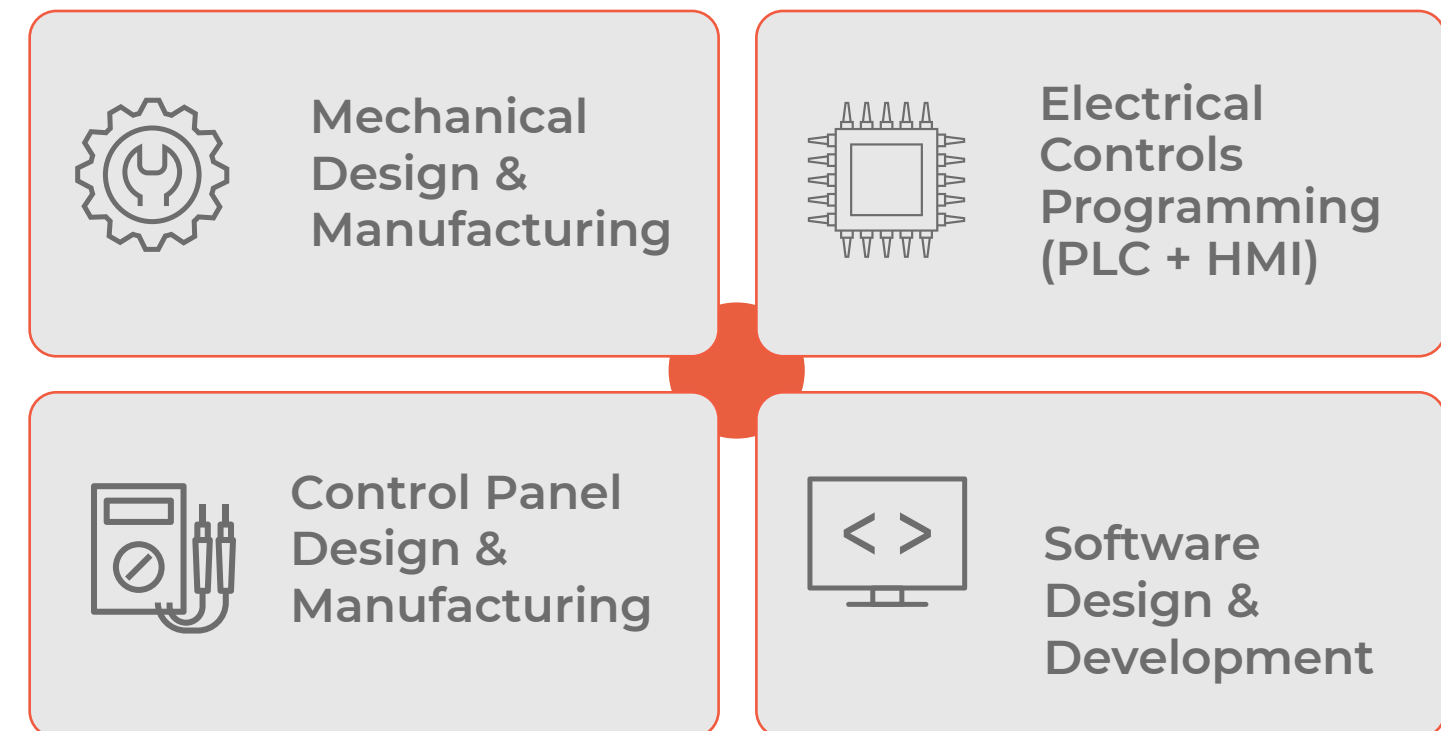 Mechanical
Design &
Manufacturing
Electrical
Controls
Programming
(PLC + HMI)
Control Panel
Design &
Manufacturing
< >
Software
Design &
Development